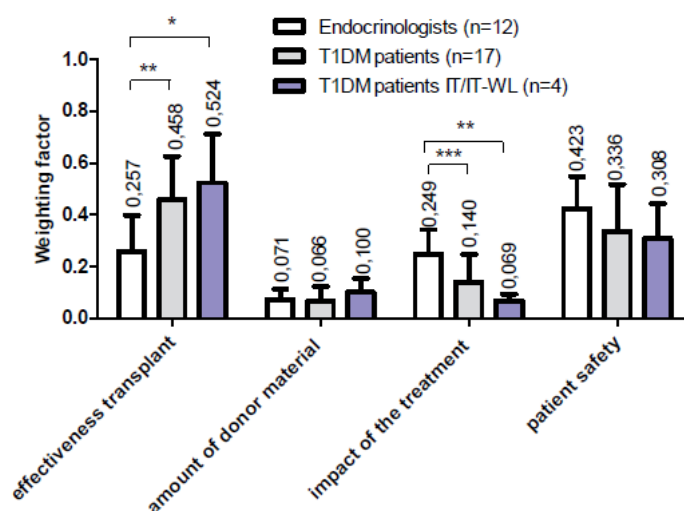 Endocrinologists (n=12)
T1DM patients (n=17)
T1DM patients IT/IT-WL (n=4)
*
**
**
***
Weighting factor
1.0
0.8
0.6
0.4
0.2
0.0
0,257
0,458
0,524
0,071
0,066
0,100
0,249
0,140
0,069
0,423
0,336
0,308
effectiveness transplant
amount of donor material
impact of the treatment
patient safety